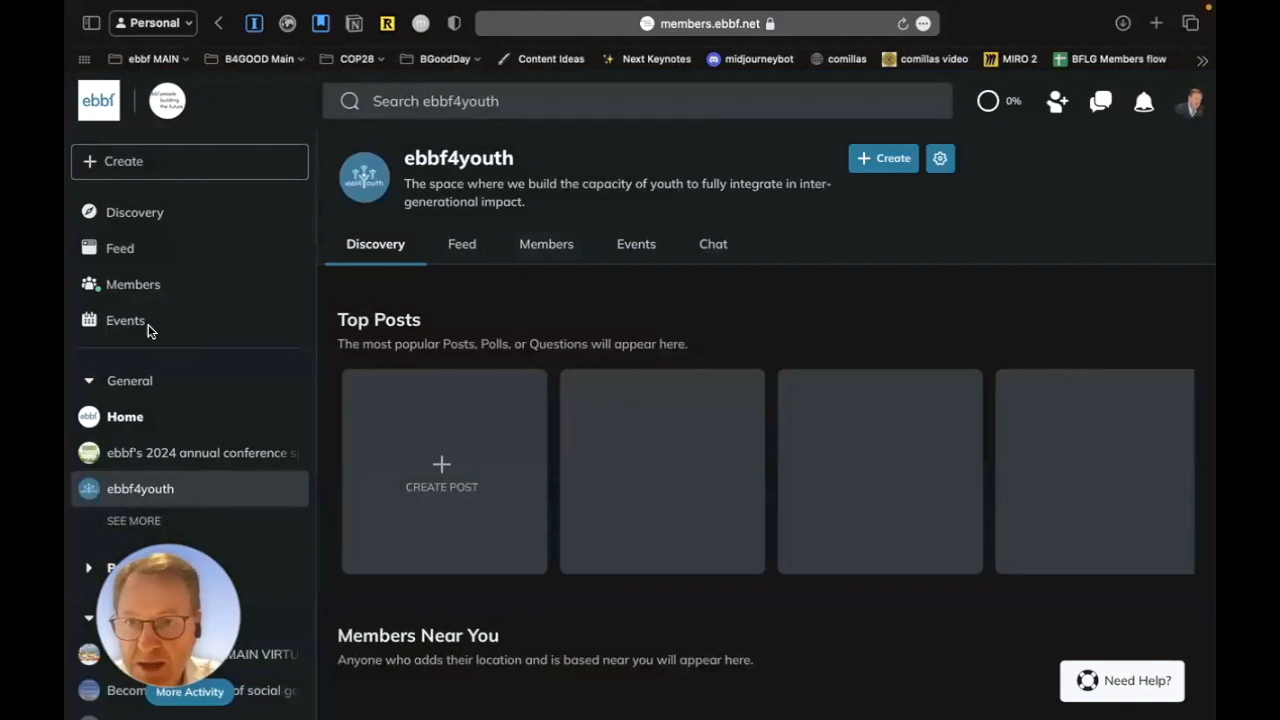 Personal
members.ebbf.net
ebbf MAIN
B4GOOD Main
COP28
BGoodDay
Content Ideas
Next Keynotes
midjourneybot
comillas
comillas video
MIRO 2
BFLG Members flow
ebbf
Search ebbf4youth
0%
+ Create
Discovery
Feed
Members
Events
General
Home
ebbf's 2024 annual conference
ebbf4youth
SEE MORE
MAIN VIRTU
Becom
of social
More Activity
ebbf4youth
The space where we build the capacity of youth to fully integrate in inter-
generational impact.
+ Create
Discovery
Feed
Members
Events
Chat
Top Posts
The most popular Posts, Polls, or Questions will appear here.
CREATE POST
Members Near You
Anyone who adds their location and is based near you will appear here.
Need Help?